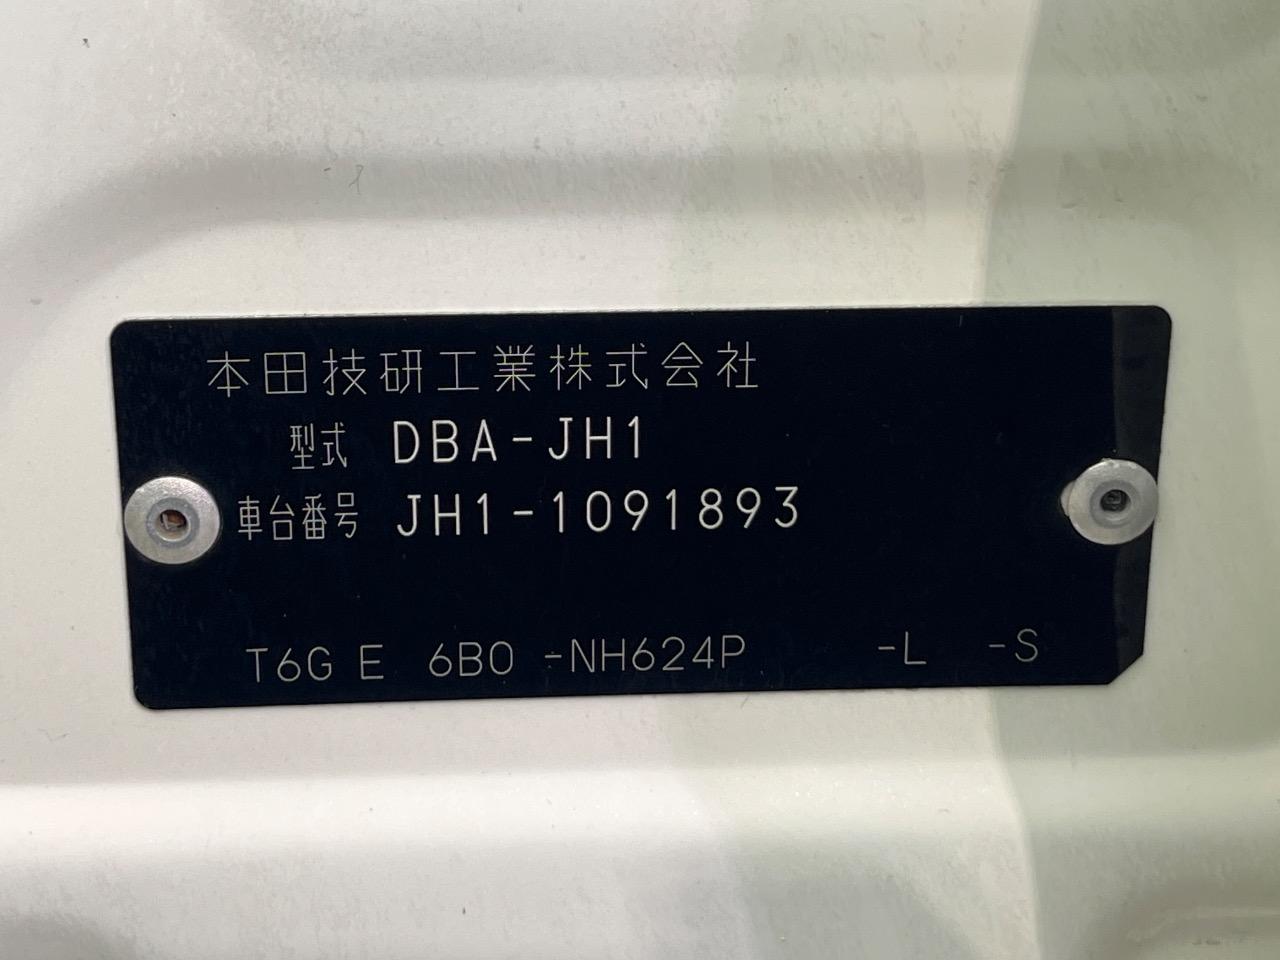 本田技研工業株式会社
型式 DBA-JH1
車台番号 JH1-1091893
T6G E 6B0 -NH624P -L -S